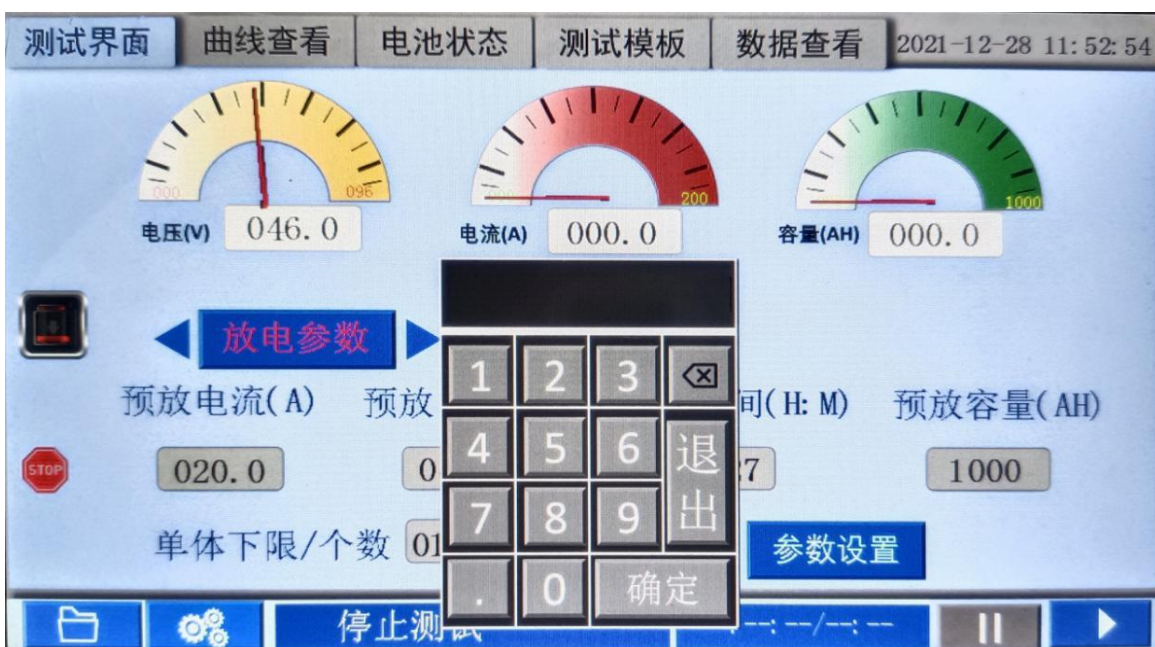 测试界面 曲线查看 电池状态 测试模板 数据查看 2021-12-28 11:52:54
000 096 200 1000
电压(V) 046.0 电流(A) 000.0 容量(AH) 000.0
放电参数
1 2 3
预放电流(A) 预放 间(H:M) 预放容量(AH)
4 5 6 退出
STOP 020.0 0 27 1000
7 8 9
单体下限/个数 01 参数设置
. 0 确定
停止测试 --:--/--:--